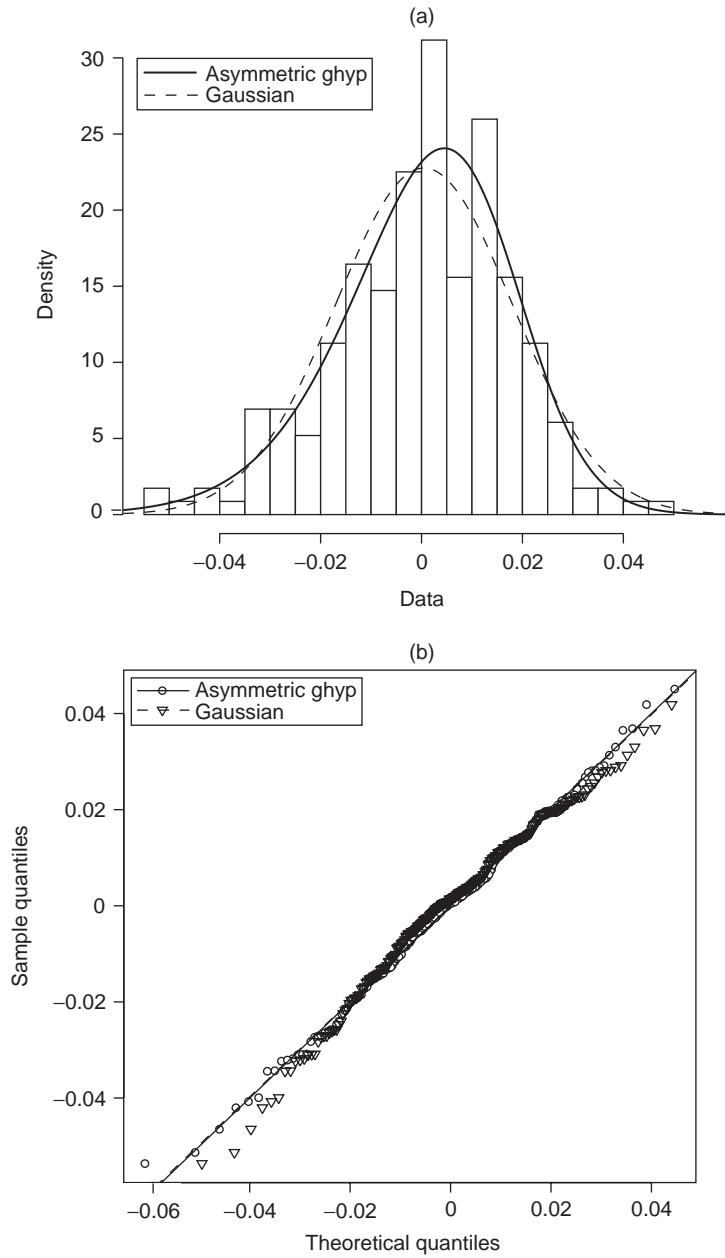 (a)
Asymmetric ghyp
Gaussian
30
25
20
15
10
5
0
Density
−0.04 −0.02 0 0.02 0.04
Data
(b)
Asymmetric ghyp
Gaussian
0.04
0.02
0
−0.02
−0.04
Sample quantiles
−0.06 −0.04 −0.02 0 0.02 0.04
Theoretical quantiles